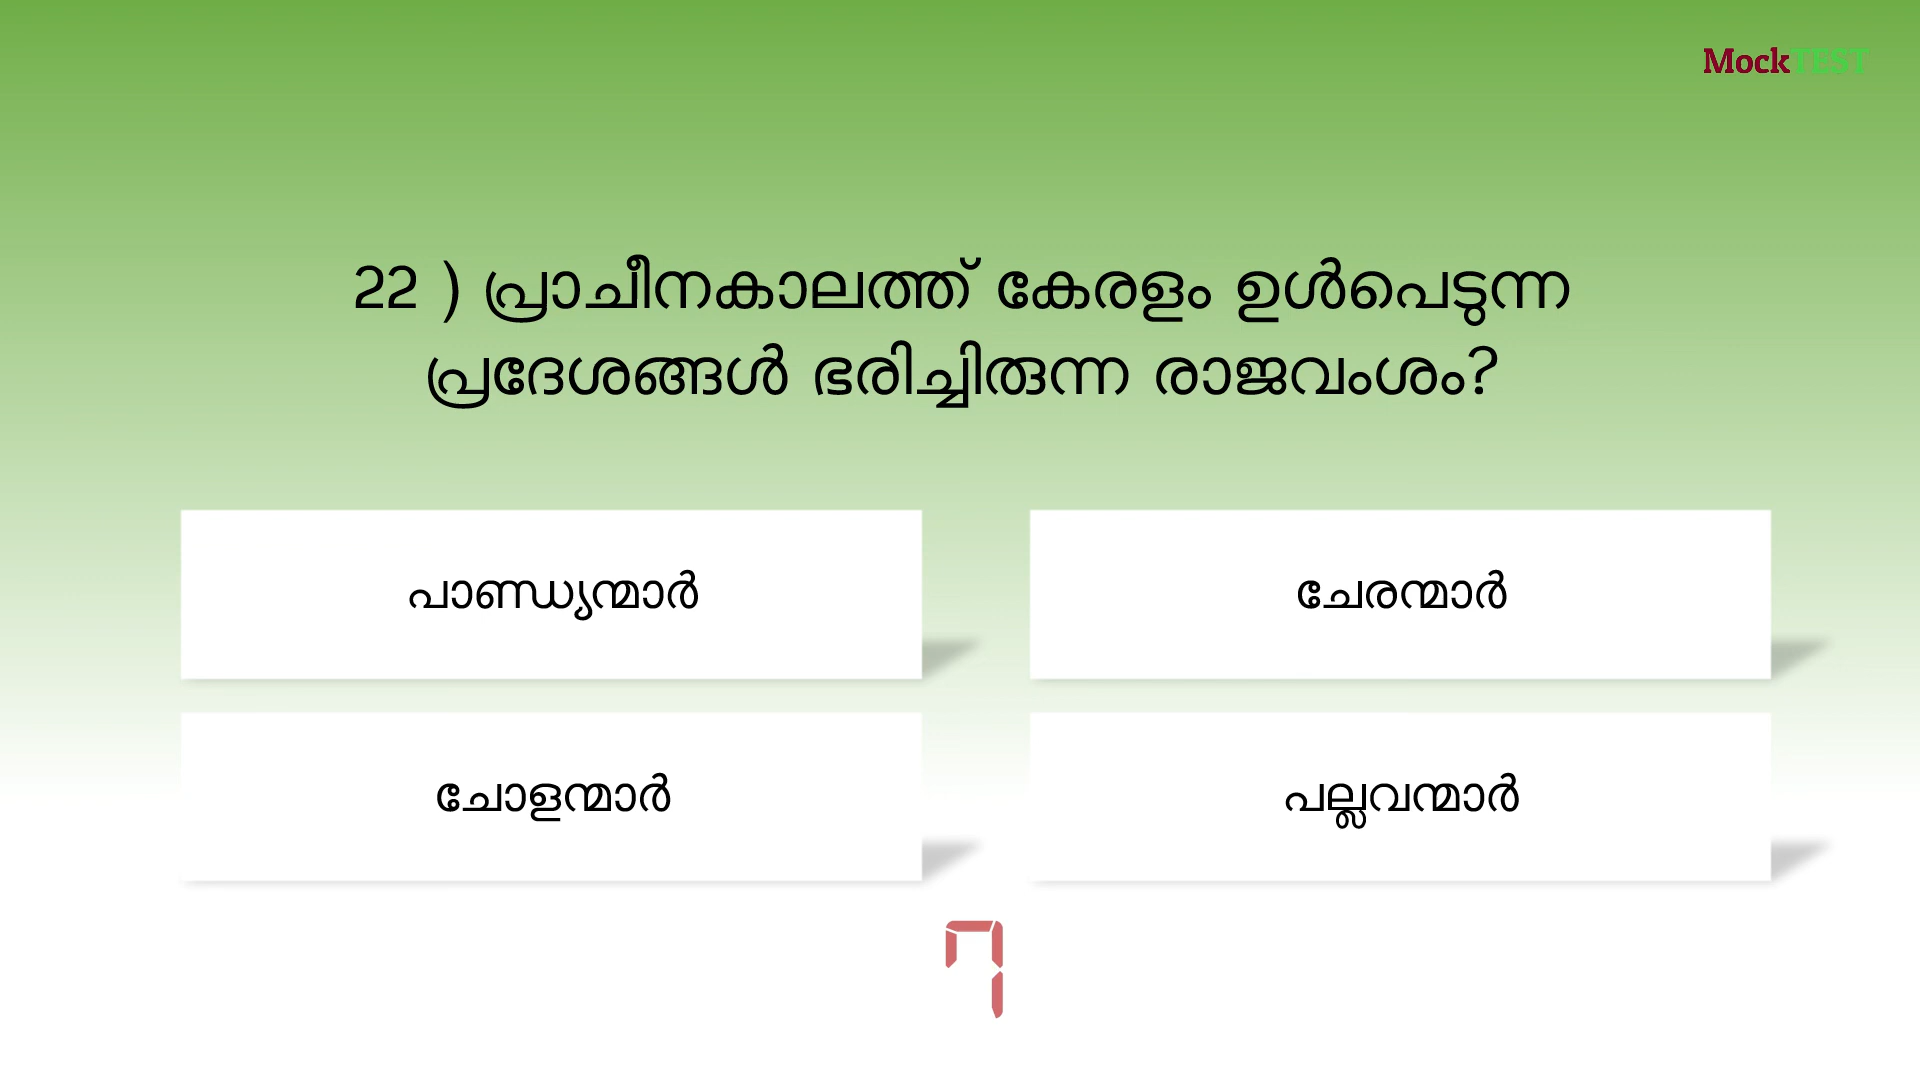 MockTEST
22 ) പ്രാചീനകാലത്ത് കേരളം ഉൾപെടുന്ന
പ്രദേശങ്ങൾ ഭരിച്ചിരുന്ന രാജവംശം?
പാണ്ഡ്യന്മാർ
ചേരന്മാർ
ചോളന്മാർ
പല്ലവന്മാർ
7